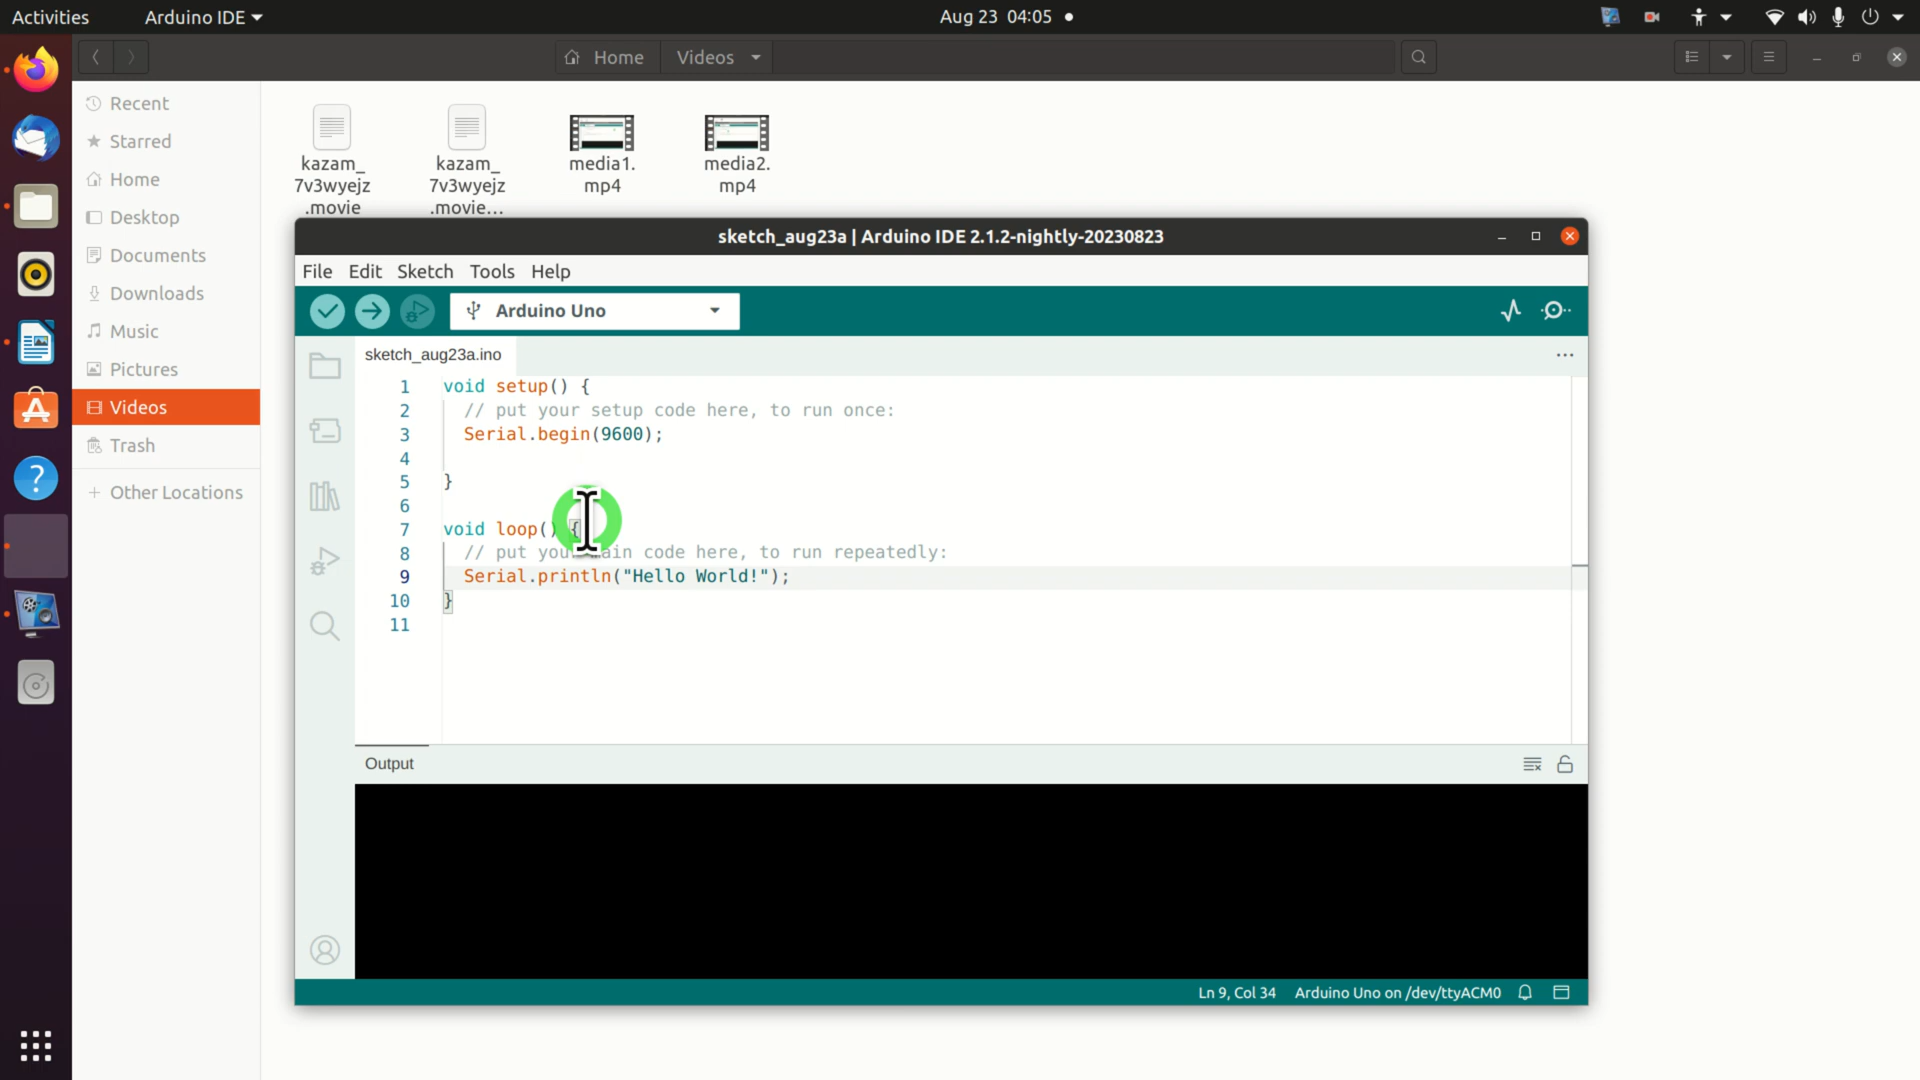 Activities
Arduino IDE
Aug 23 04:05
Home
Videos
Recent
Starred
Home
Desktop
Documents
Downloads
Music
Pictures
Videos
Trash
Other Locations
kazam_
7v3wyejz
.movie
kazam_
7v3wyejz
.movie...
media1.
mp4
media2.
mp4
sketch_aug23a | Arduino IDE 2.1.2-nightly-20230823
File Edit Sketch Tools Help
Arduino Uno
sketch_aug23a.ino
1 void setup() {
2 // put your setup code here, to run once:
3 Serial.begin(9600);
4
5 }
6
7 void loop() {
8 // put your main code here, to run repeatedly:
9 Serial.println("Hello World!");
10 }
11
Output
Ln 9, Col 34 Arduino Uno on /dev/ttyACM0